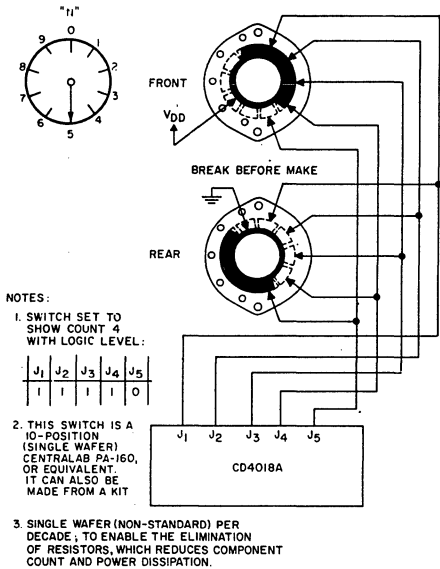 "N"
0
9
1
8
2
7
3
6
4
5
FRONT
VDD
BREAK BEFORE MAKE
REAR
NOTES:
1. SWITCH SET TO
SHOW COUNT 4
WITH LOGIC LEVEL:
J1 J2 J3 J4 J5
1 1 1 1 0
2. THIS SWITCH IS A
10-POSITION
(SINGLE WAFER)
CENTRALAB PA-160,
OR EQUIVALENT.
IT CAN ALSO BE
MADE FROM A KIT
J1 J2 J3 J4 J5
CD4018A
3. SINGLE WAFER (NON-STANDARD) PER
DECADE; TO ENABLE THE ELIMINATION
OF RESISTORS, WHICH REDUCES COMPONENT
COUNT AND POWER DISSIPATION.